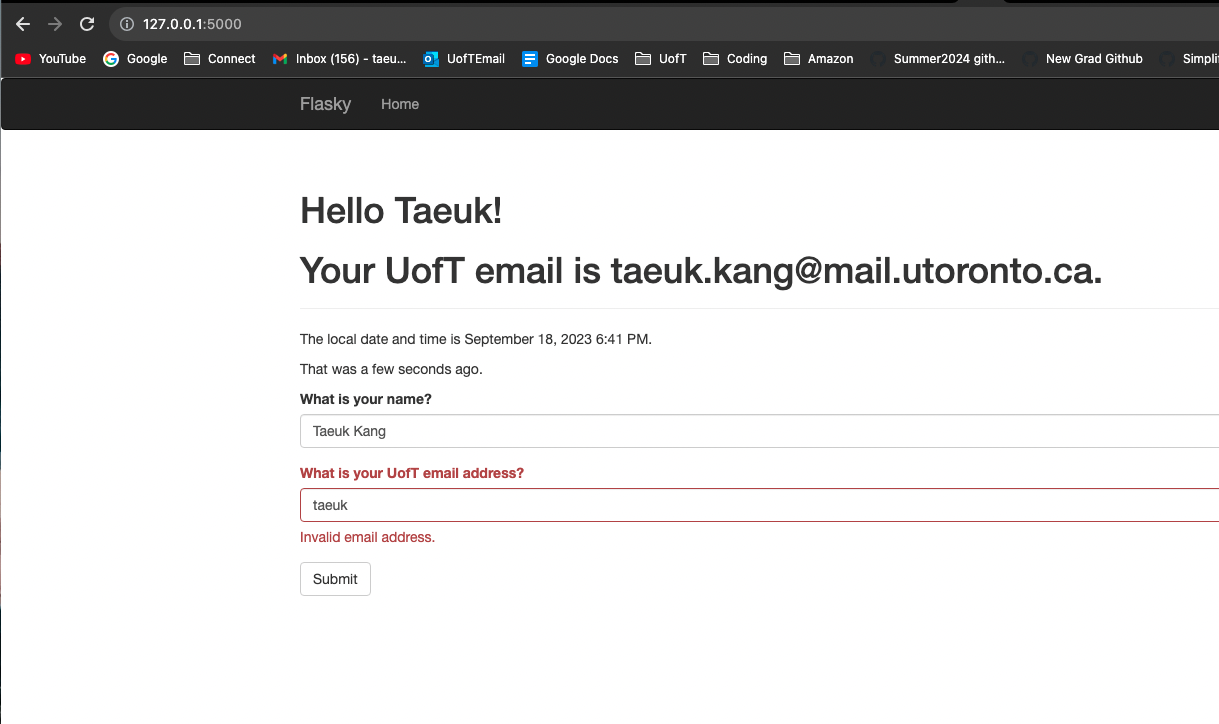 127.0.0.1:5000
YouTube Google Connect Inbox (156) - taeu... UofTEmail Google Docs UofT Coding Amazon Summer2024 gith... New Grad Github Simplif
Flasky Home
Hello Taeuk!
Your UofT email is taeuk.kang@mail.utoronto.ca.
The local date and time is September 18, 2023 6:41 PM.
That was a few seconds ago.
What is your name?
Taeuk Kang
What is your UofT email address?
taeuk
Invalid email address.
Submit